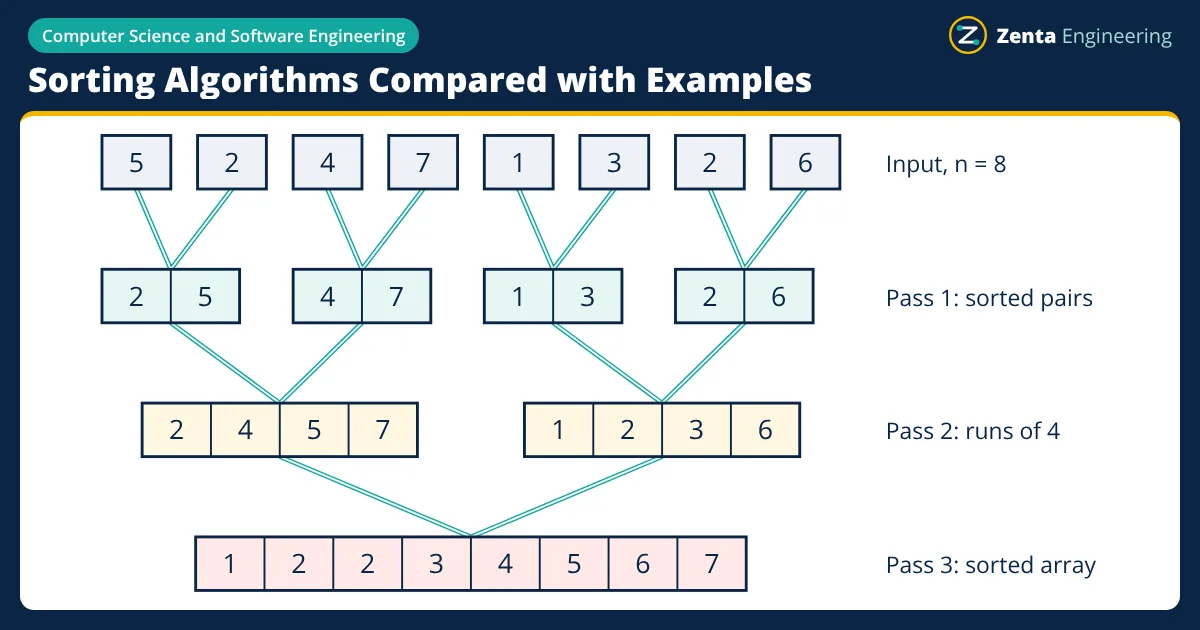 Computer Science and Software Engineering
Zenta Engineering
Sorting Algorithms Compared with Examples
5 2 4 7 1 3 2 6 Input, n = 8
2 5 4 7 1 3 2 6 Pass 1: sorted pairs
2 4 5 7 1 2 3 6 Pass 2: runs of 4
1 2 2 3 4 5 6 7 Pass 3: sorted array